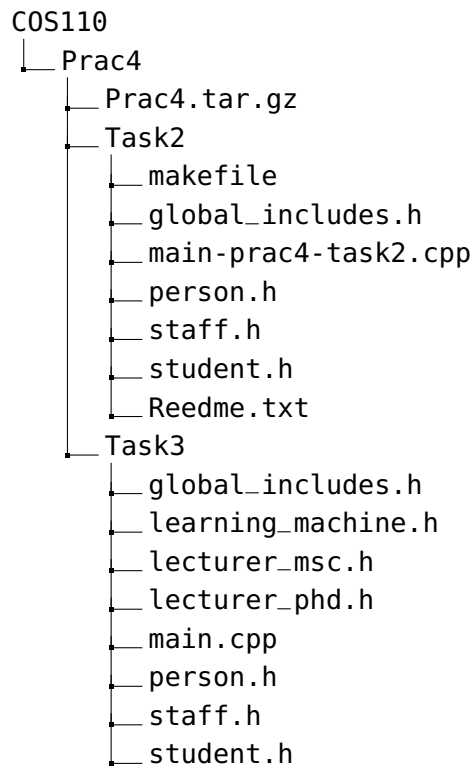 COS110
Prac4
Prac4.tar.gz
Task2
makefile
global_includes.h
main-prac4-task2.cpp
person.h
staff.h
student.h
Reedme.txt
Task3
global_includes.h
learning_machine.h
lecturer_msc.h
lecturer_phd.h
main.cpp
person.h
staff.h
student.h